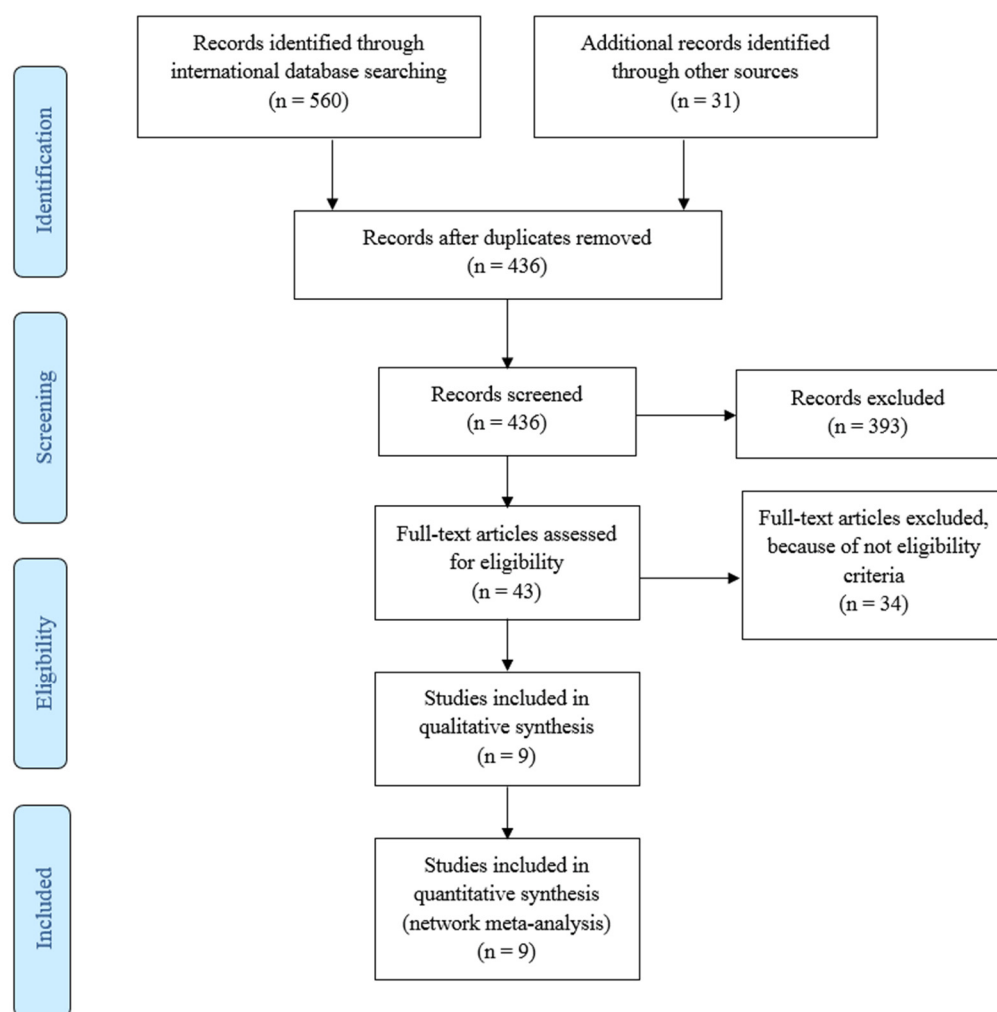 Records identified through
international database searching
(n = 560)
Additional records identified
through other sources
(n = 31)
Identification
Records after duplicates removed
(n = 436)
Screening
Records screened
(n = 436)
Records excluded
(n = 393)
Full-text articles assessed
for eligibility
(n = 43)
Full-text articles excluded,
because of not eligibility
criteria
(n = 34)
Eligibility
Studies included in
qualitative synthesis
(n = 9)
Included
Studies included in
quantitative synthesis
(network meta-analysis)
(n = 9)